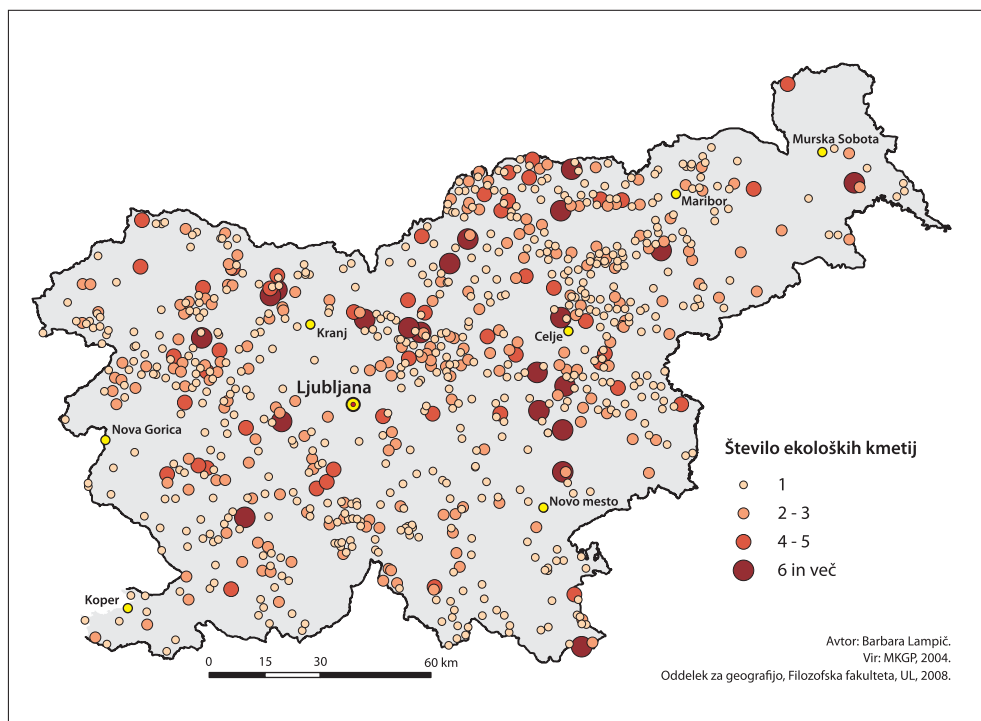 Murska Sobota
Maribor
Kranj
Celje
Ljubljana
Nova Gorica
Novo mesto
Koper
Število ekoloških kmetij
1
2 - 3
4 - 5
6 in več
0 15 30 60 km
Avtor: Barbara Lampič.
Vir: MKGP, 2004.
Oddelek za geografijo, Filozofska fakulteta, UL, 2008.